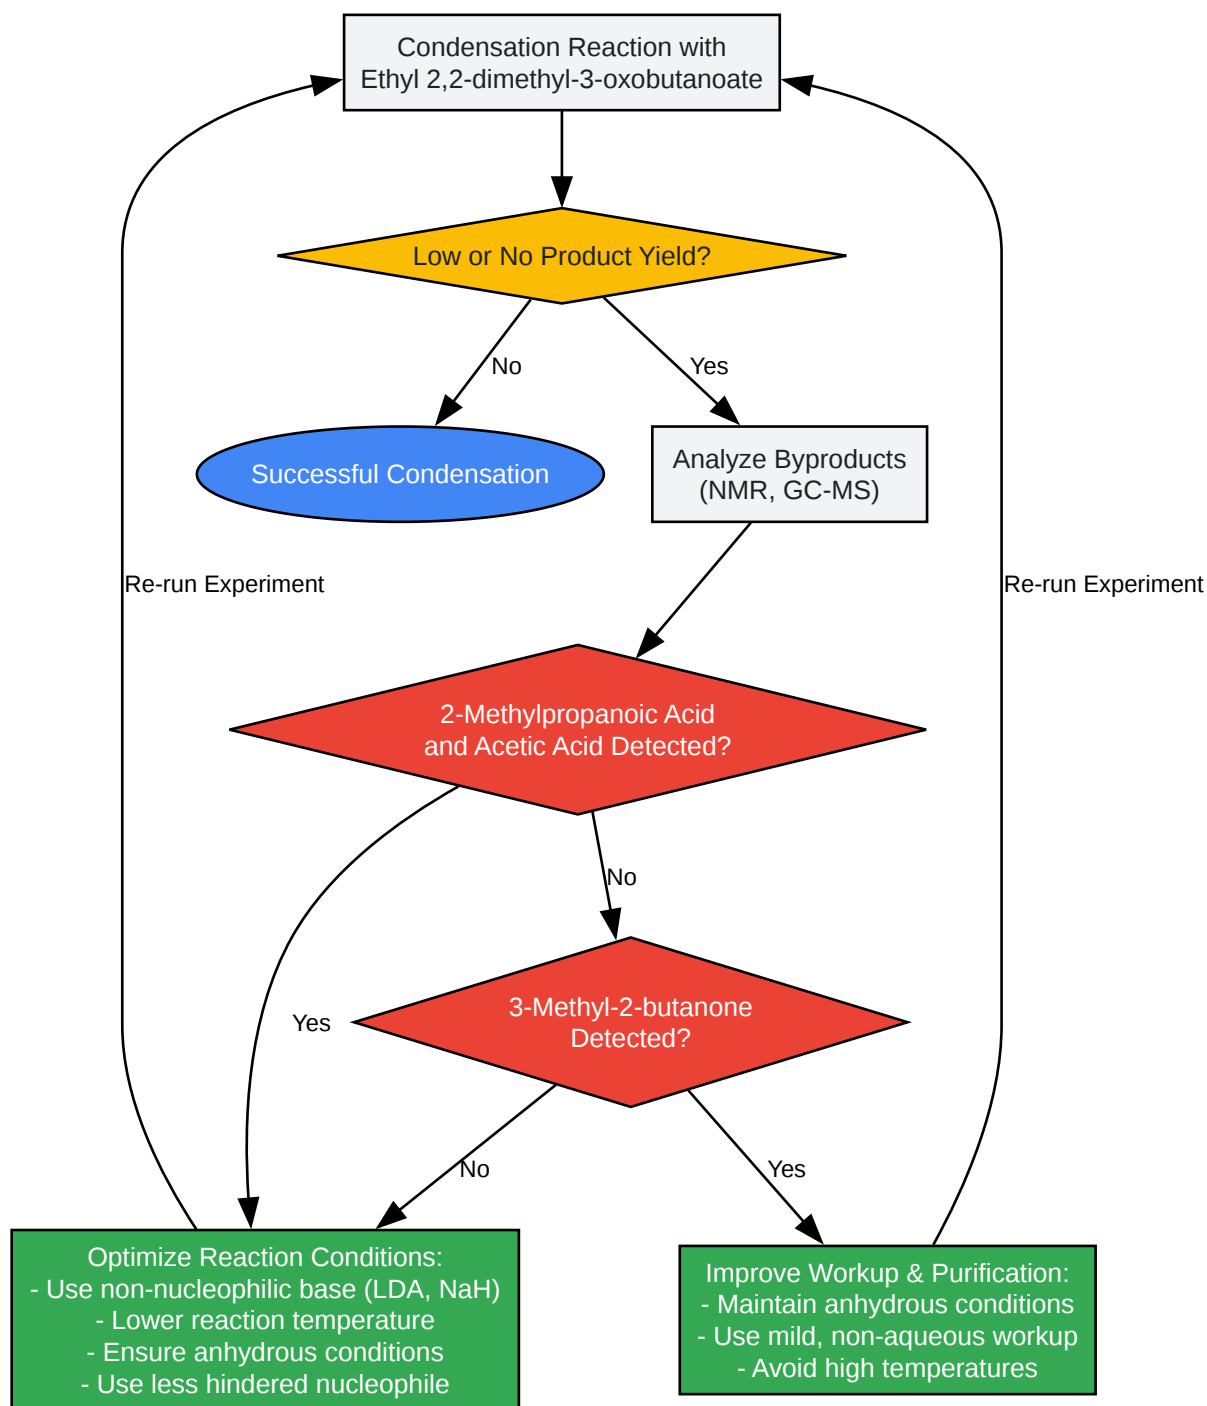 Condensation Reaction with
Ethyl 2,2-dimethyl-3-oxobutanoate
Low or No Product Yield?
No
Yes
Successful Condensation
Analyze Byproducts
(NMR, GC-MS)
Re-run Experiment
Re-run Experiment
2-Methylpropanoic Acid
and Acetic Acid Detected?
No
Yes
3-Methyl-2-butanone
Detected?
No
Yes
Optimize Reaction Conditions:
- Use non-nucleophilic base (LDA, NaH)
- Lower reaction temperature
- Ensure anhydrous conditions
- Use less hindered nucleophile
Improve Workup & Purification:
- Maintain anhydrous conditions
- Use mild, non-aqueous workup
- Avoid high temperatures